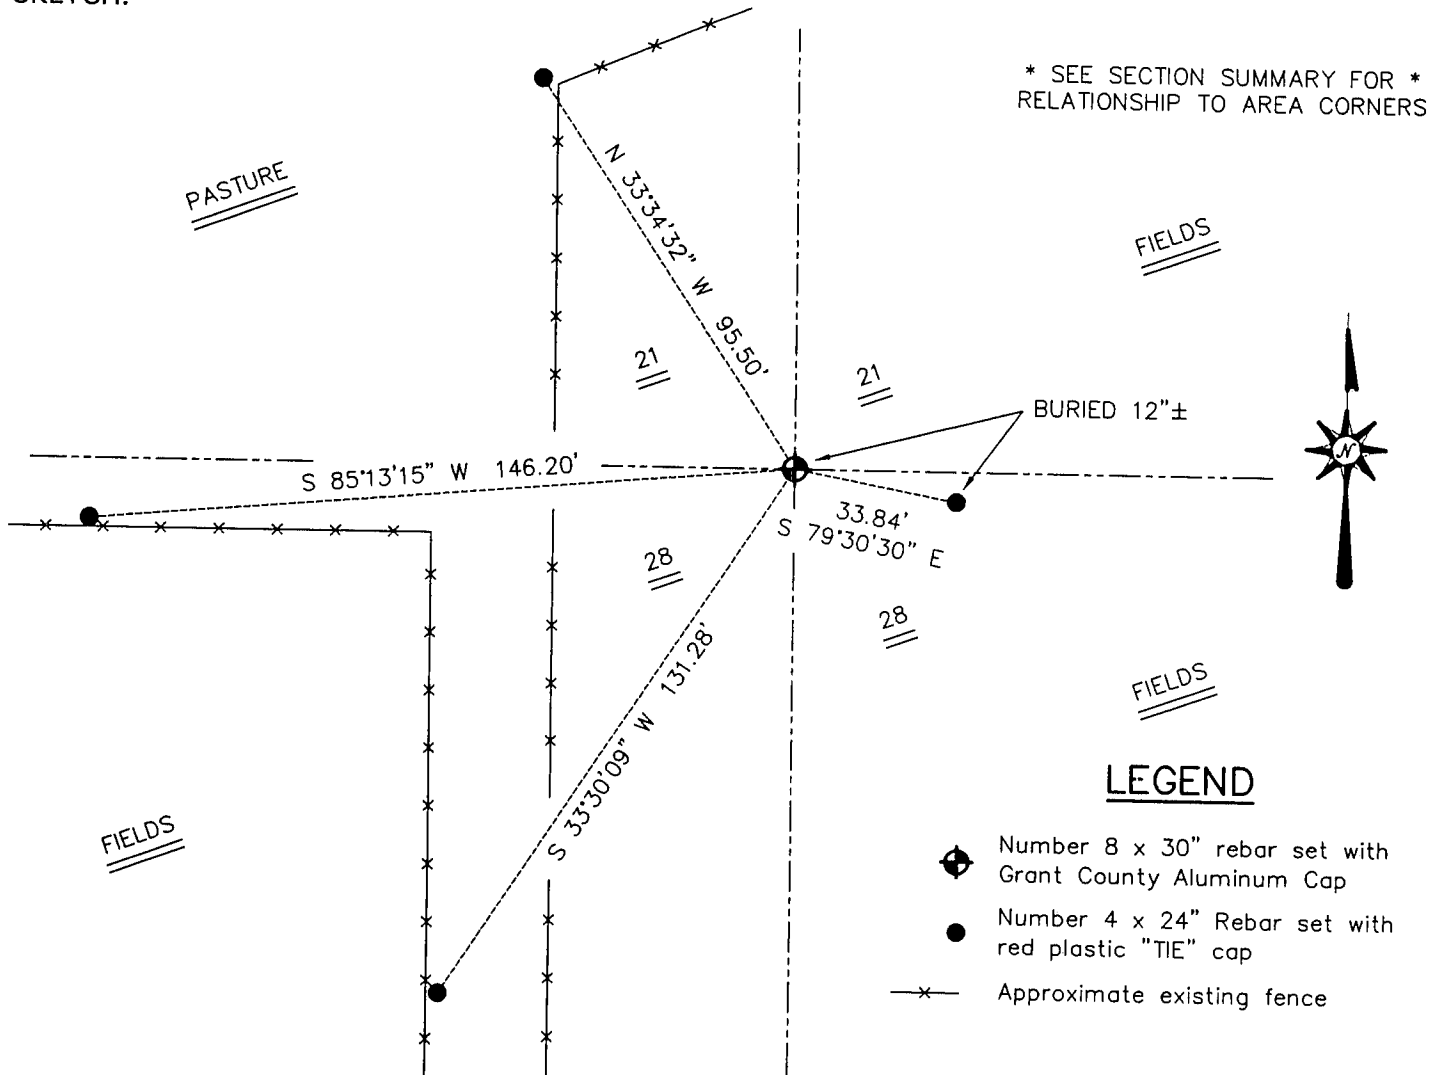 * SEE SECTION SUMMARY FOR *
RELATIONSHIP TO AREA CORNERS
PASTURE
N 33°34'32" W 95.50'
FIELDS
21
21
BURIED 12"±
N
S 85°13'15" W 146.20'
33.84'
S 79°30'30" E
28
28
S 33°30'09" W 131.28'
FIELDS
FIELDS
LEGEND
Number 8 x 30" rebar set with
Grant County Aluminum Cap
Number 4 x 24" Rebar set with
red plastic "TIE" cap
Approximate existing fence